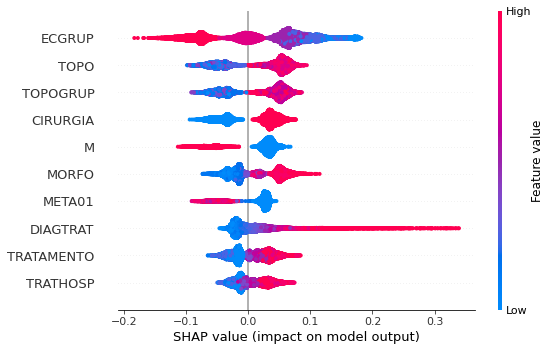 High
ECGRUP
TOPO
TOPOGRUP
CIRURGIA
M
MORFO
META01
DIAGTRAT
TRATAMENTO
TRATHOSP
Feature value
Low
−0.2 −0.1 0.0 0.1 0.2 0.3
SHAP value (impact on model output)